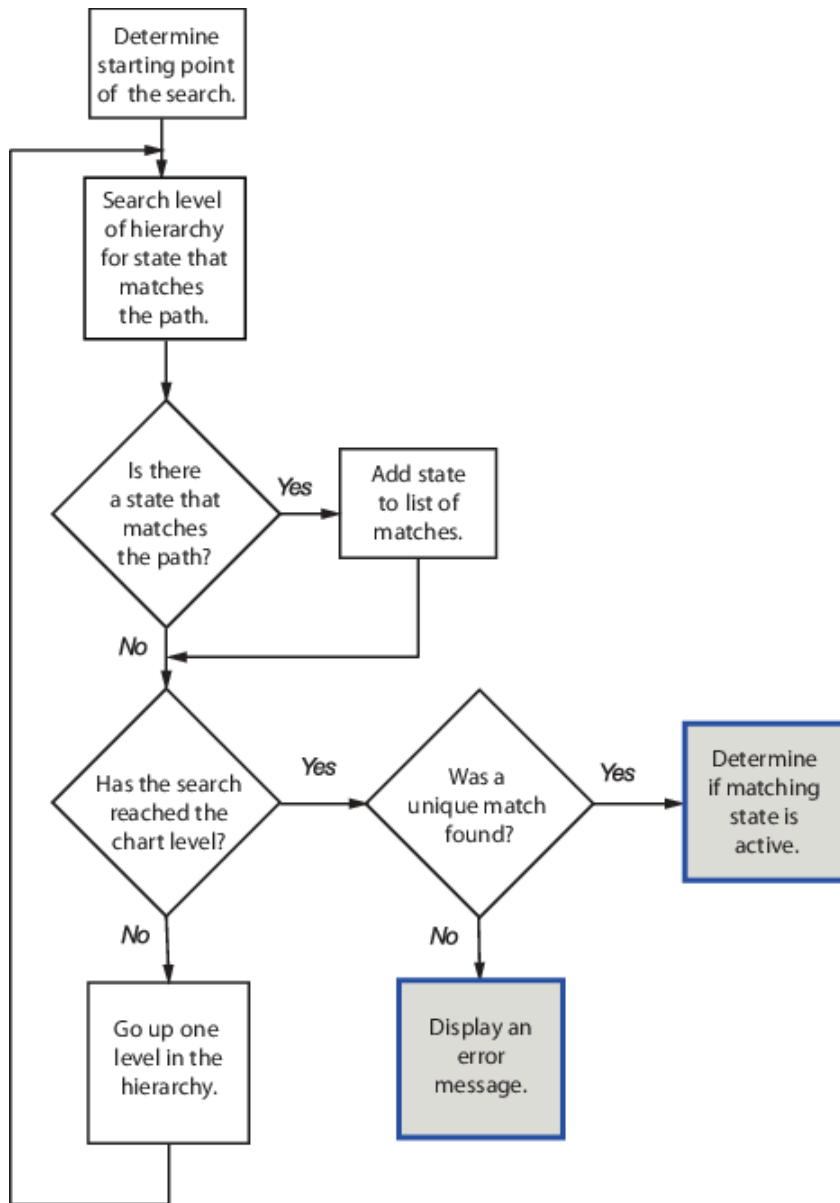 Determine
starting point
of the search.
Search level
of hierarchy
for state that
matches
the path.
Is there
a state that
matches
the path?
Yes
Add state
to list of
matches.
No
Has the search
reached the
chart level?
Yes
Was a
unique match
found?
Yes
Determine
if matching
state is
active.
No
Go up one
level in the
hierarchy.
No
Display an
error
message.